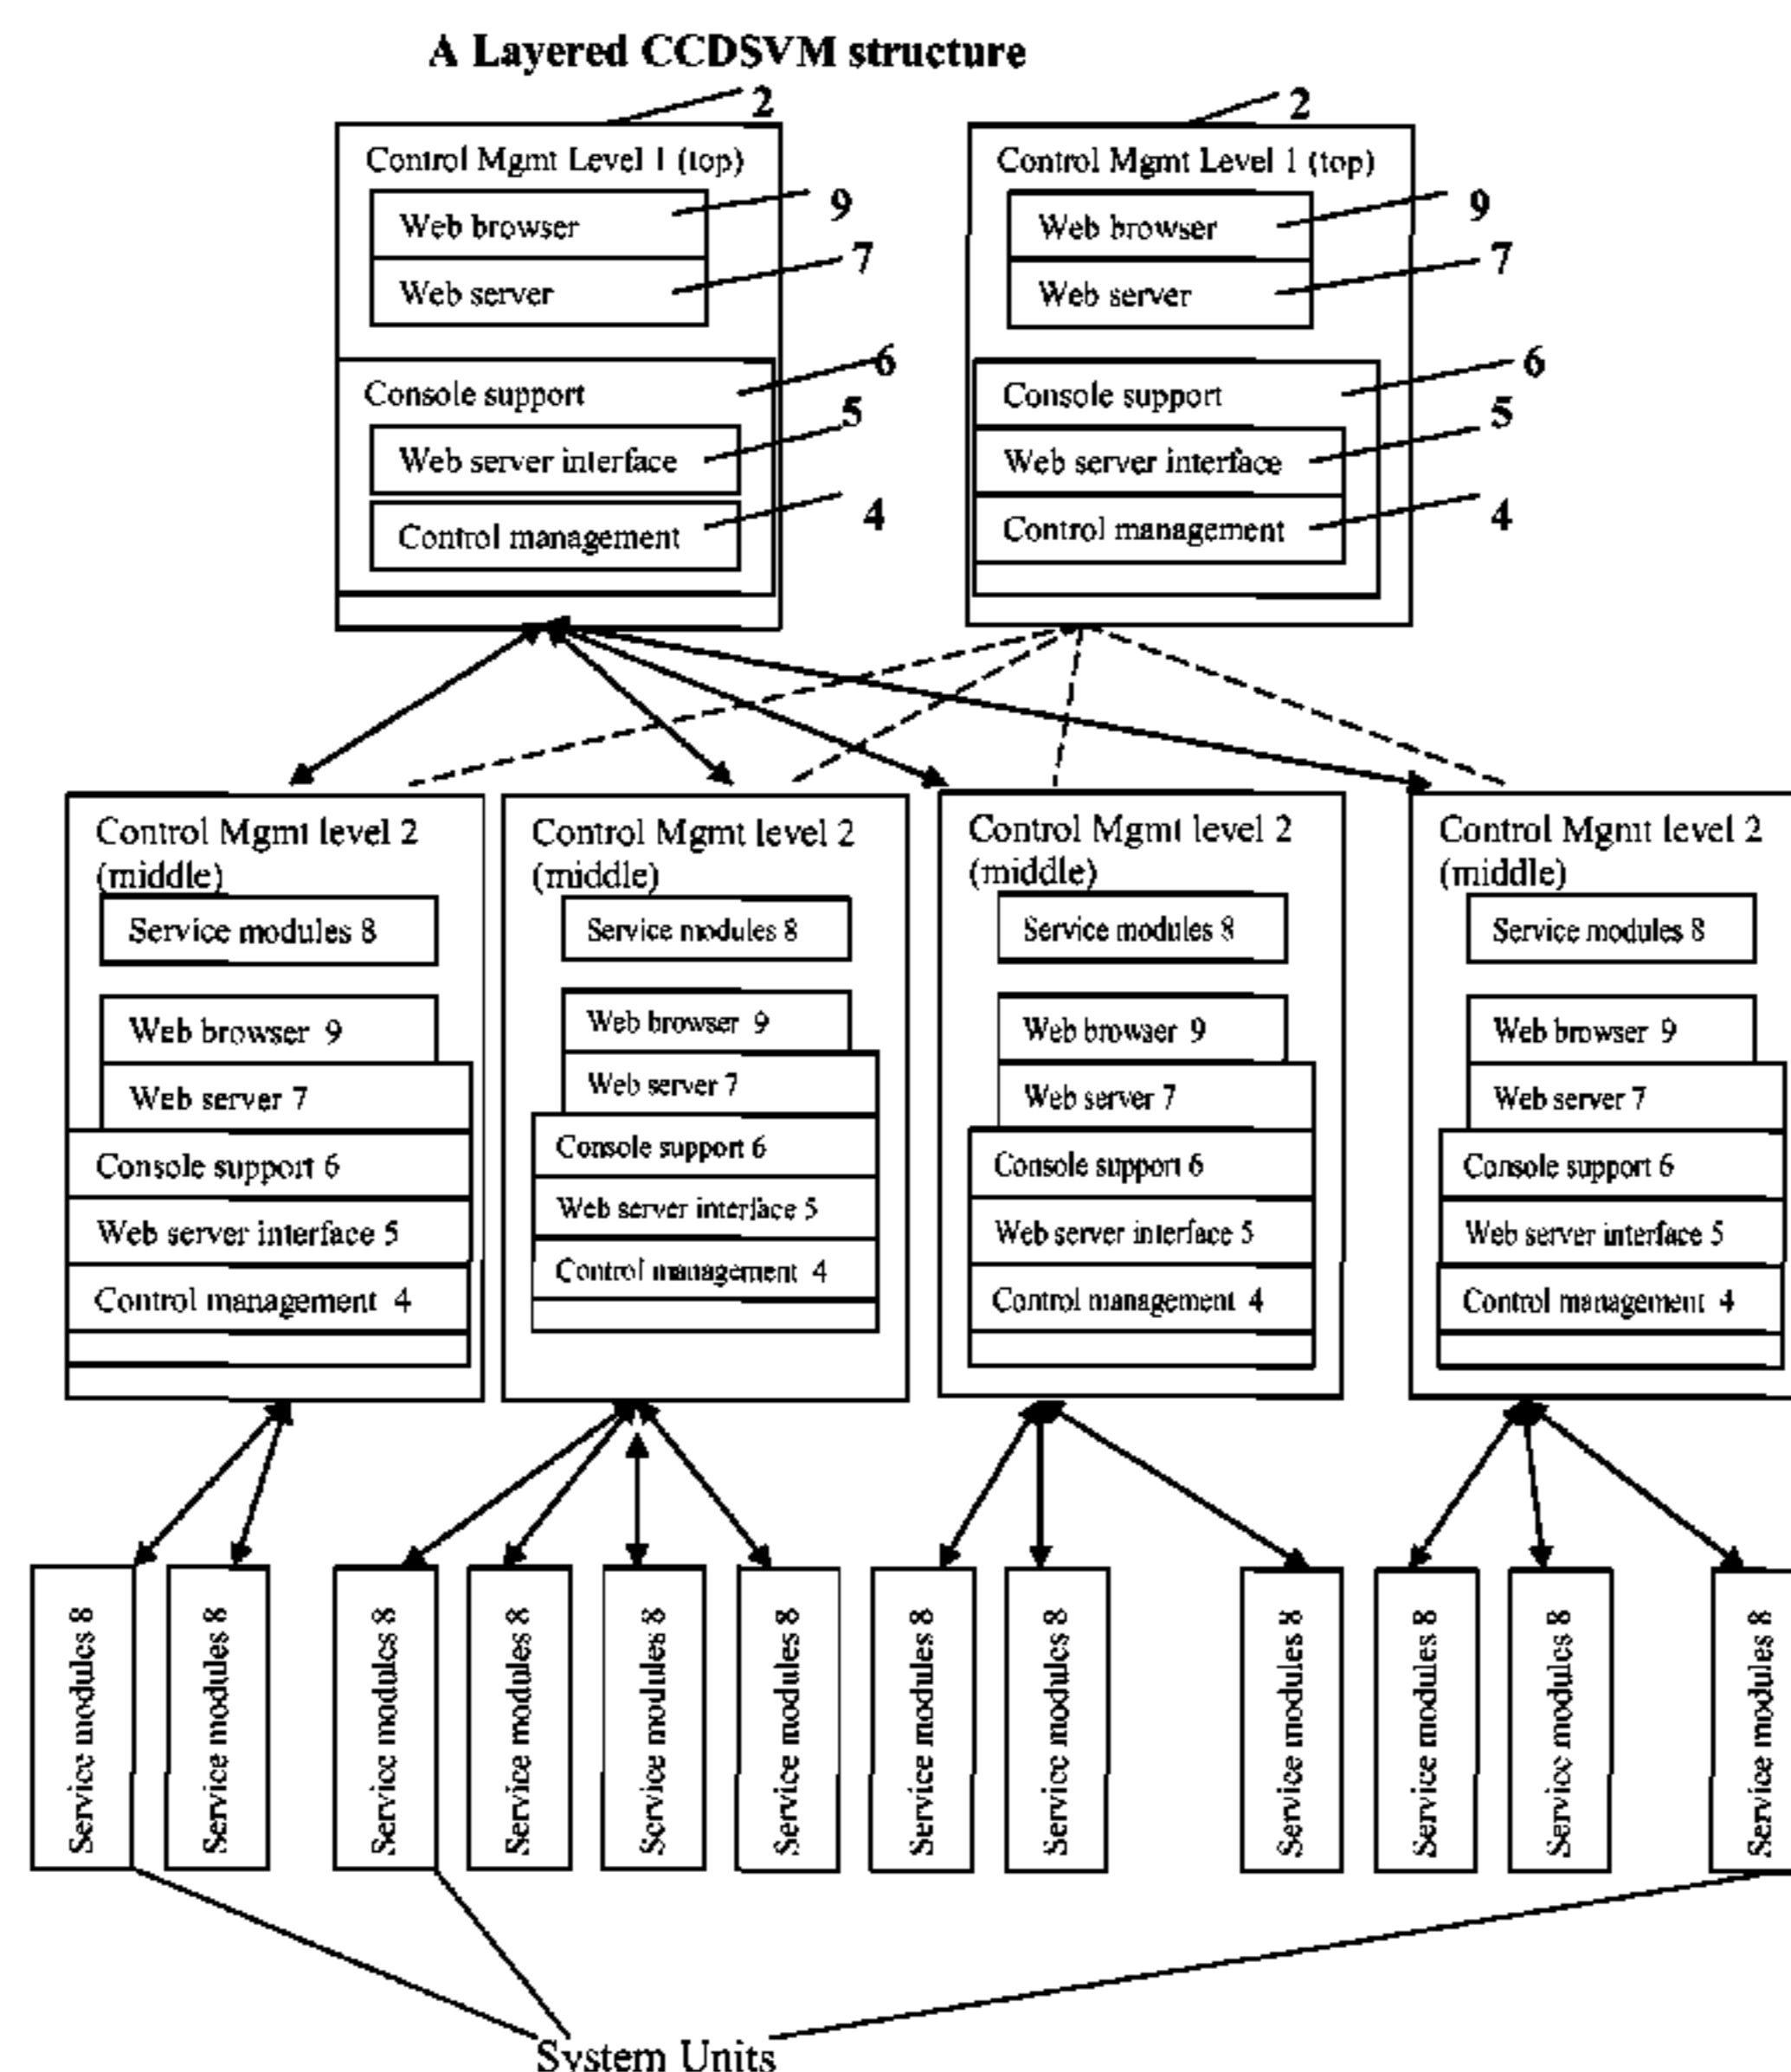 A Layered CCDSVM structure
2
Control Mgmt Level 1 (top)
Web browser
9
Web server
7
Console support
6
Web server interface
5
Control management
4
2
Control Mgmt Level 1 (top)
Web browser
9
Web server
7
Console support
6
Web server interface
5
Control management
4
Control Mgmt level 2
(middle)
Service modules 8
Web browser 9
Web server 7
Console support 6
Web server interface 5
Control management 4
Control Mgmt level 2
(middle)
Service modules 8
Web browser 9
Web server 7
Console support 6
Web server interface 5
Control management 4
Control Mgmt level 2
(middle)
Service modules 8
Web browser 9
Web server 7
Console support 6
Web server interface 5
Control management 4
Control Mgmt level 2
(middle)
Service modules 8
Web browser 9
Web server 7
Console support 6
Web server interface 5
Control management 4
Service modules 8
Service modules 8
Service modules 8
Service modules 8
Service modules 8
Service modules 8
Service modules 8
Service modules 8
Service modules 8
Service modules 8
Service modules 8
Service modules 8
System Units